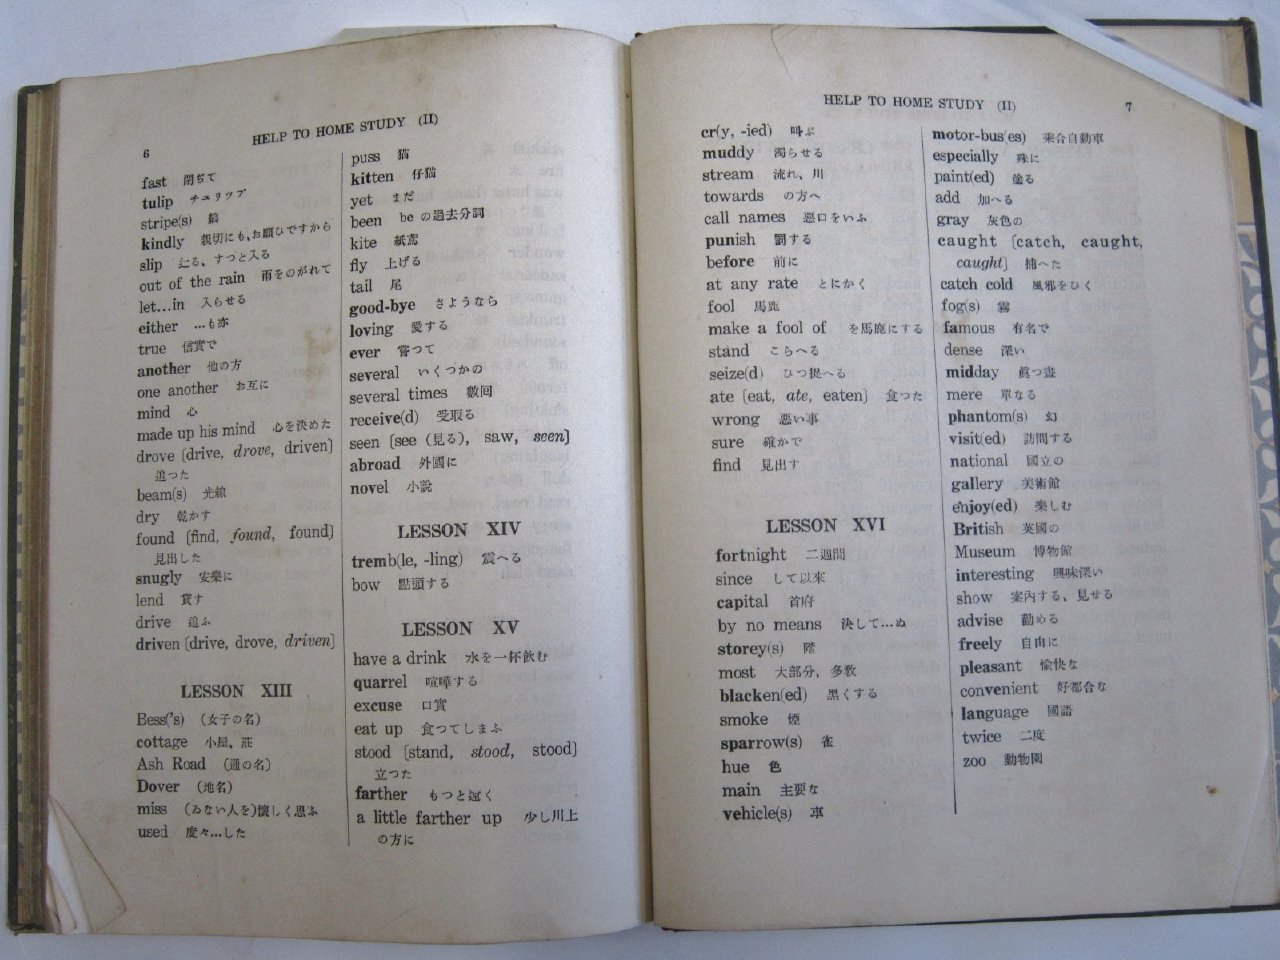 HELP TO HOME STUDY (II)
6
fast 閉ぢて
tulip チユリップ
stripe(s) 縞
kindly 親切にも、お願ひですから
slip 辷る、すつと入る
out of the rain 雨をのがれて
let...in 入らせる
either ...も亦
true 信實で
another 他の方
one another お互に
mind 心
made up his mind 心を決めた
drove [drive, drove, driven]
追つた
beam(s) 光線
dry 乾かす
found [find, found, found]
見出した
snugly 安樂に
lend 貸す
drive 追ふ
driven [drive, drove, driven]
LESSON XIII
Bess('s) (女子の名)
cottage 小屋, 莊
Ash Road (通の名)
Dover (地名)
miss (ゐない人を)懷しく思ふ
used 度々...した
puss 猫
kitten 仔猫
yet まだ
been be の過去分詞
kite 紙鳶
fly 上げる
tail 尾
good-bye さようなら
loving 愛する
ever 嘗つて
several いくつかの
several times 數回
receive(d) 受取る
seen [see (見る), saw, seen]
abroad 外國に
novel 小說
LESSON XIV
tremb(le, -ling) 震へる
bow 點頭する
LESSON XV
have a drink 水を一杯飮む
quarrel 喧嘩する
excuse 口實
eat up 食つてしまふ
stood [stand, stood, stood]
立つた
farther もつと遠く
a little farther up 少し川上
の方に
HELP TO HOME STUDY (II)
7
cr(y, -ied) 叫ぶ
muddy 濁らせる
stream 流れ、川
towards の方へ
call names 惡口をいふ
punish 罰する
before 前に
at any rate とにかく
fool 馬鹿
make a fool of を馬鹿にする
stand こらへる
seize(d) ひつ捉へる
ate [eat, ate, eaten] 食つた
wrong 惡い事
sure 確かで
find 見出す
LESSON XVI
fortnight 二週間
since して以來
capital 首府
by no means 決して...ぬ
storey(s) 階
most 大部分、多数
blacken(ed) 黑くする
smoke 煙
sparrow(s) 雀
hue 色
main 主要な
vehicle(s) 車
motor-bus(es) 乘合自動車
especially 殊に
paint(ed) 塗る
add 加へる
gray 灰色の
caught [catch, caught,
caught] 捕へた
catch cold 風邪をひく
fog(s) 霧
famous 有名で
dense 深い
midday 眞つ晝
mere 單なる
phantom(s) 幻
visit(ed) 訪問する
national 國立の
gallery 美術館
enjoy(ed) 樂しむ
British 英國の
Museum 博物館
interesting 興味深い
show 案內する、見せる
advise 勸める
freely 自由に
pleasant 愉快な
convenient 好都合な
language 國語
twice 二度
zoo 動物園